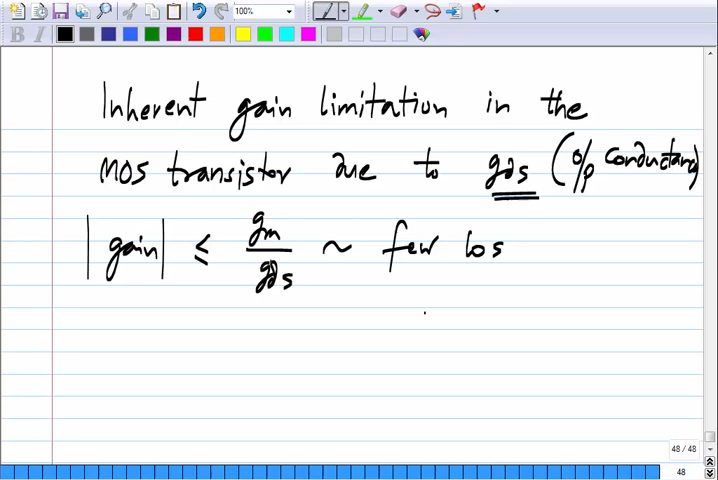 100%
B I
Inherent gain limitation in the
MOS transistor due to gds (o/p conductance)
|gain| ≤ gm/gds ~ few 10s
48 / 48
48